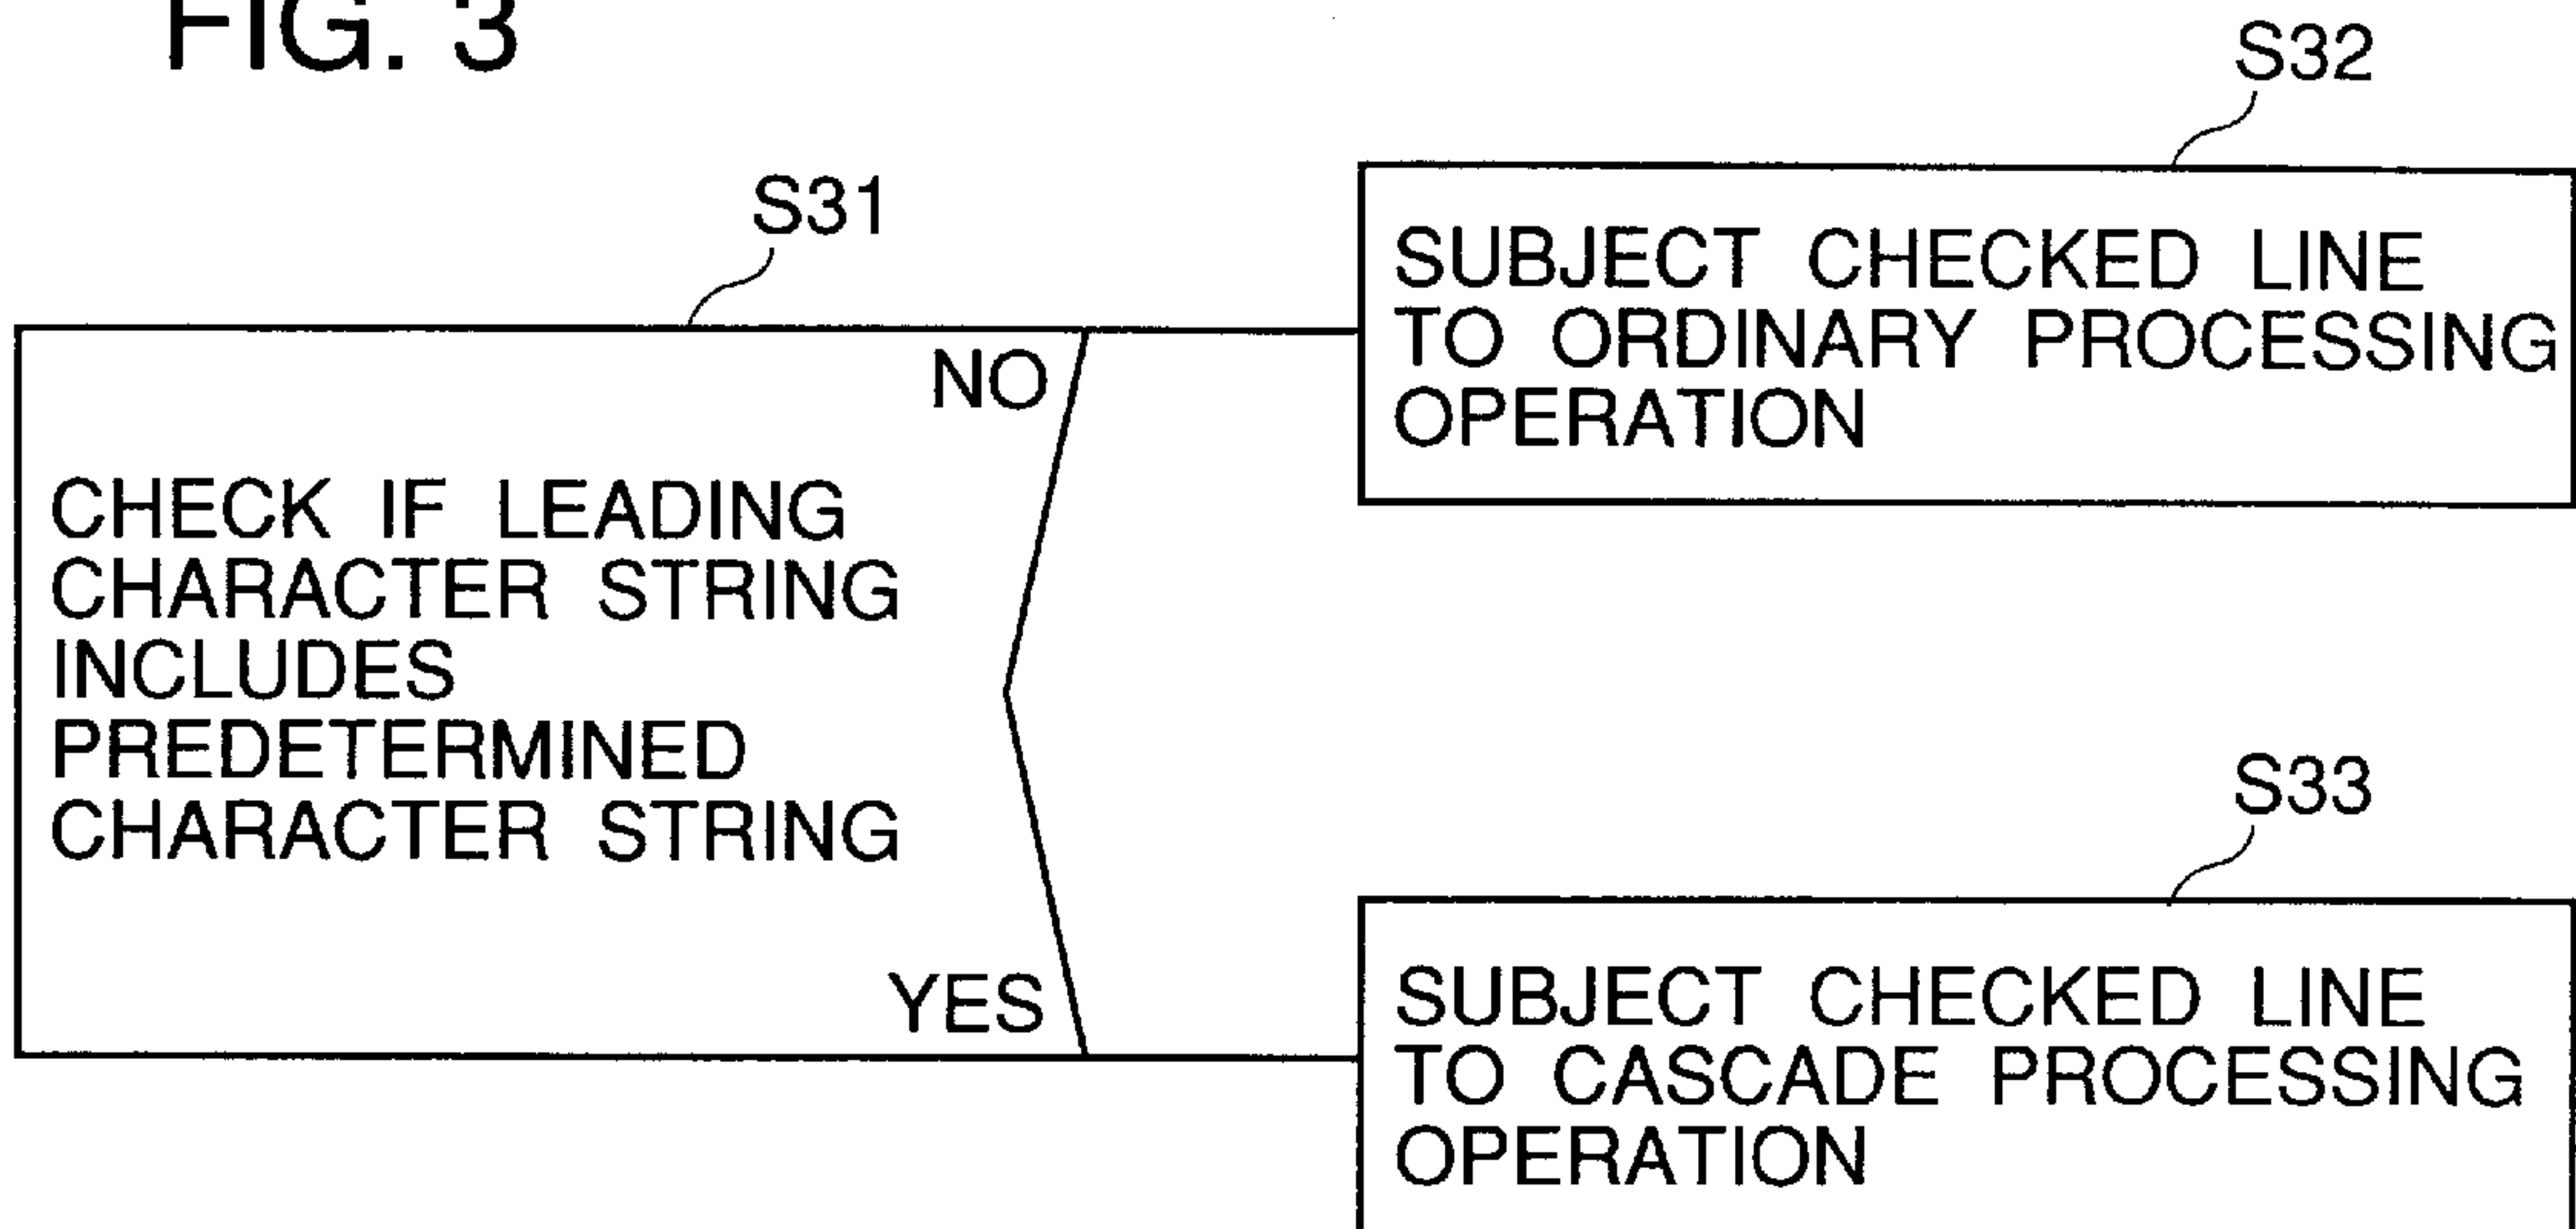 FIG. 3
S31
NO
CHECK IF LEADING
CHARACTER STRING
INCLUDES
PREDETERMINED
CHARACTER STRING
YES
S32
SUBJECT CHECKED LINE
TO ORDINARY PROCESSING
OPERATION
S33
SUBJECT CHECKED LINE
TO CASCADE PROCESSING
OPERATION